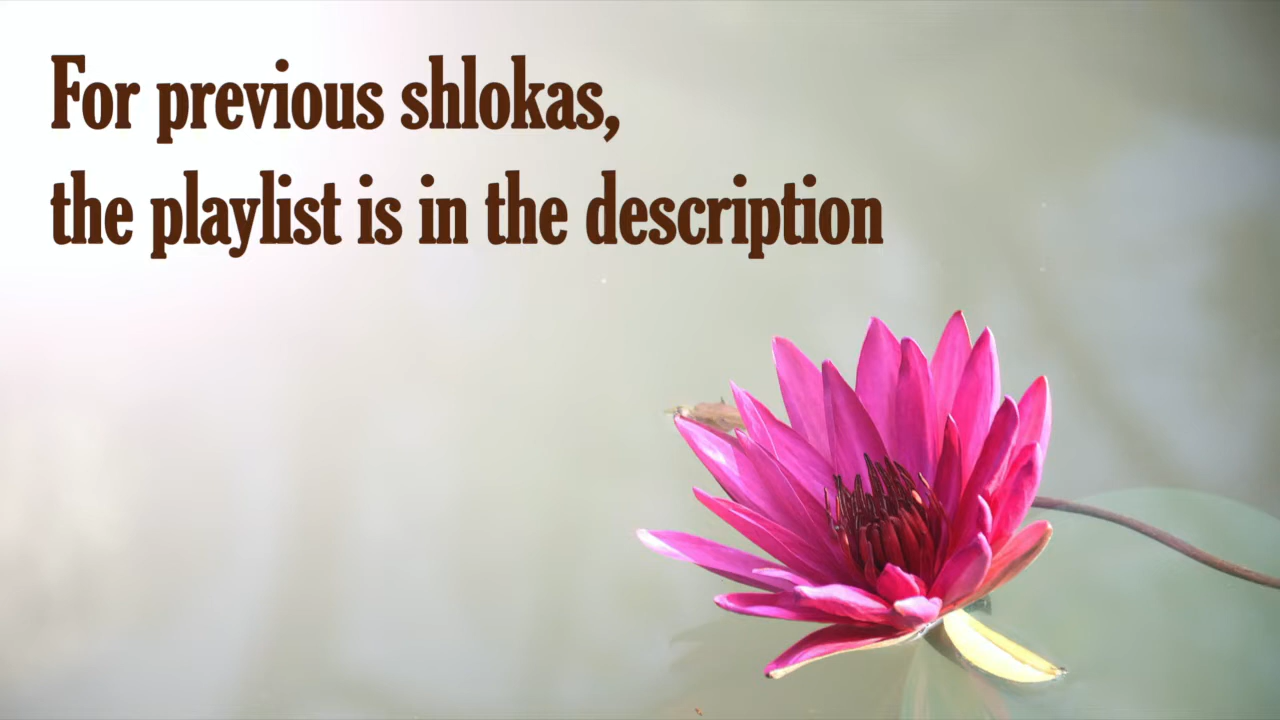 For previous shlokas,
the playlist is in the description